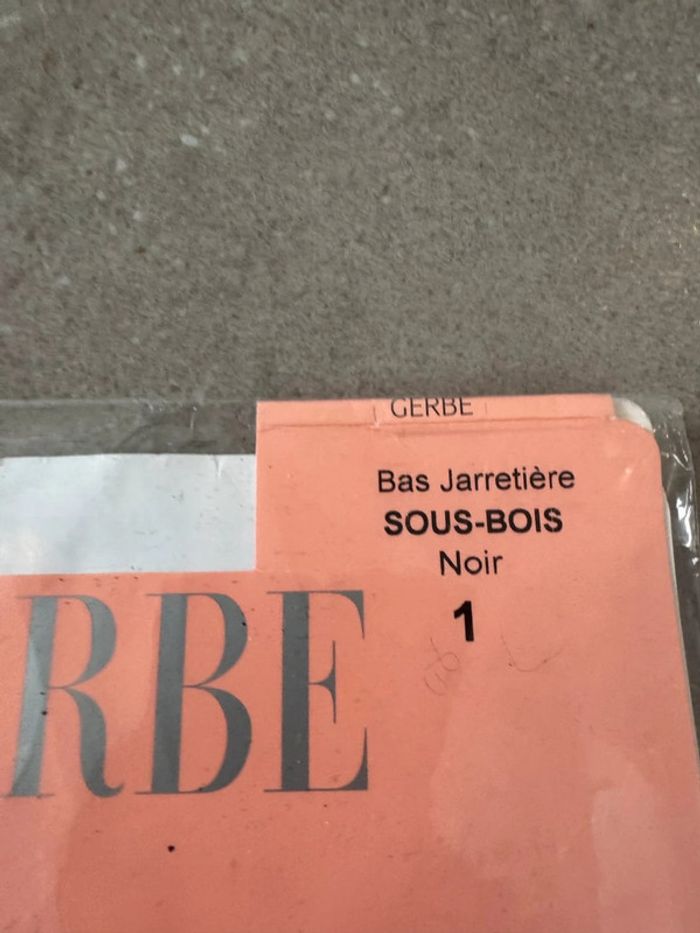 GERBE
Bas Jarretière
SOUS-BOIS
Noir
1
RBE